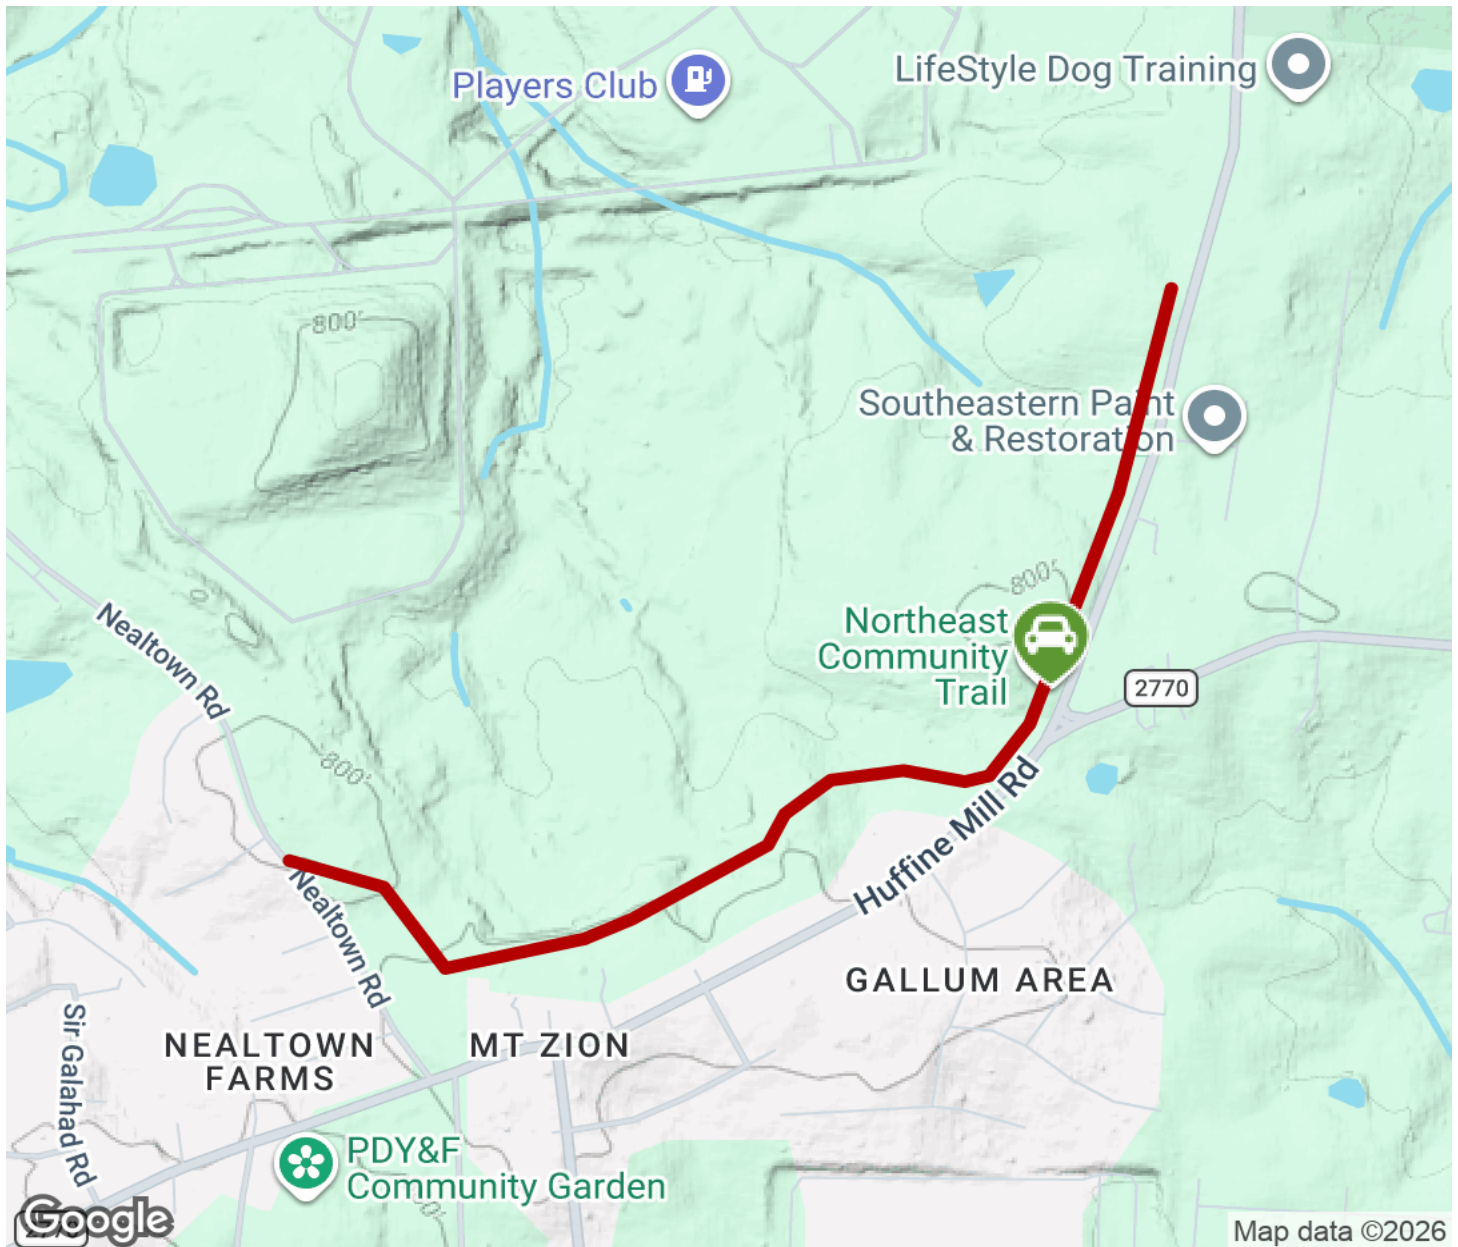 LifeStyle Dog Training
Players Club
800'
Southeastern Paint
& Restoration
800'
Northeast
Community
Trail
2770
Nealtown Rd
800'
Huffine Mill Rd
Nealtown Rd
GALLUM AREA
Sir Galahad Rd
NEALTOWN
FARMS
MT ZION
PDY&F
Community Garden
Google
Map data ©2026